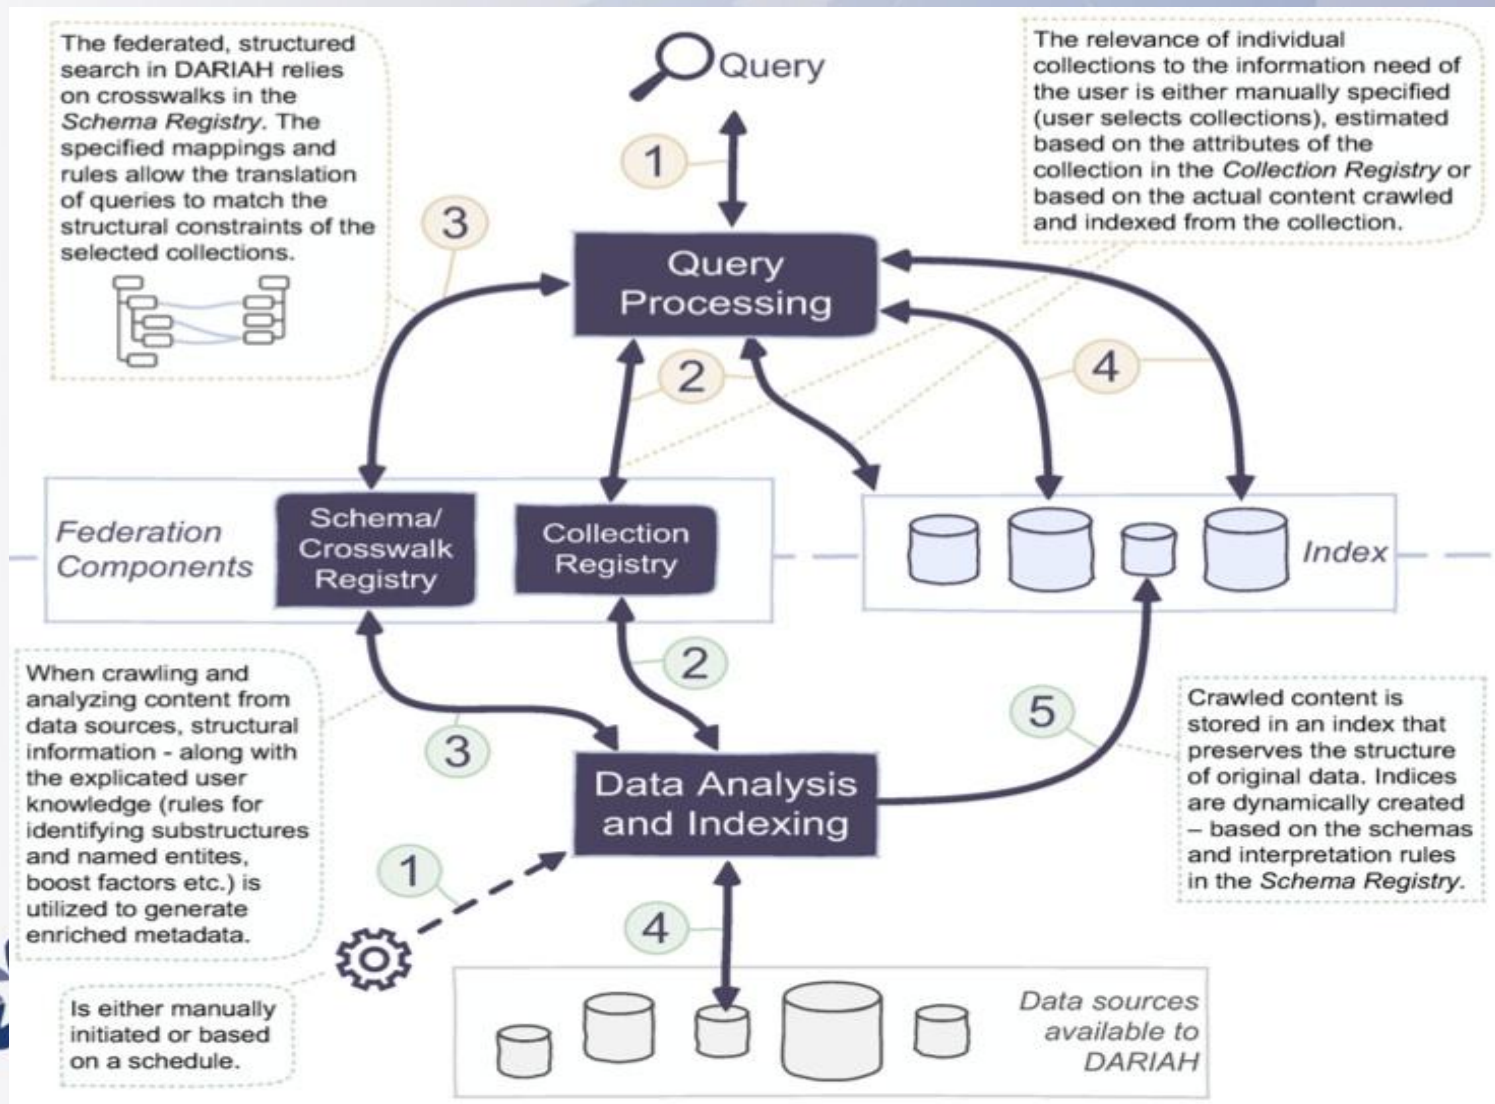 The federated, structured
search in DARIAH relies
on crosswalks in the
Schema Registry. The
specified mappings and
rules allow the translation
of queries to match the
structural constraints of the
selected collections.
Query
The relevance of individual
collections to the information need of
the user is either manually specified
(user selects collections), estimated
based on the attributes of the
collection in the Collection Registry or
based on the actual content crawled
and indexed from the collection.
1
3
Query
Processing
2
4
Federation
Components
Schema/
Crosswalk
Registry
Collection
Registry
Index
When crawling and
analyzing content from
data sources, structural
information - along with
the explicated user
knowledge (rules for
identifying substructures
and named entites,
boost factors etc.) is
utilized to generate
enriched metadata.
2
3
5
Crawled content is
stored in an index that
preserves the structure
of original data. Indices
are dynamically created
– based on the schemas
and interpretation rules
in the Schema Registry.
Data Analysis
and Indexing
1
4
Is either manually
initiated or based
on a schedule.
Data sources
available to
DARIAH